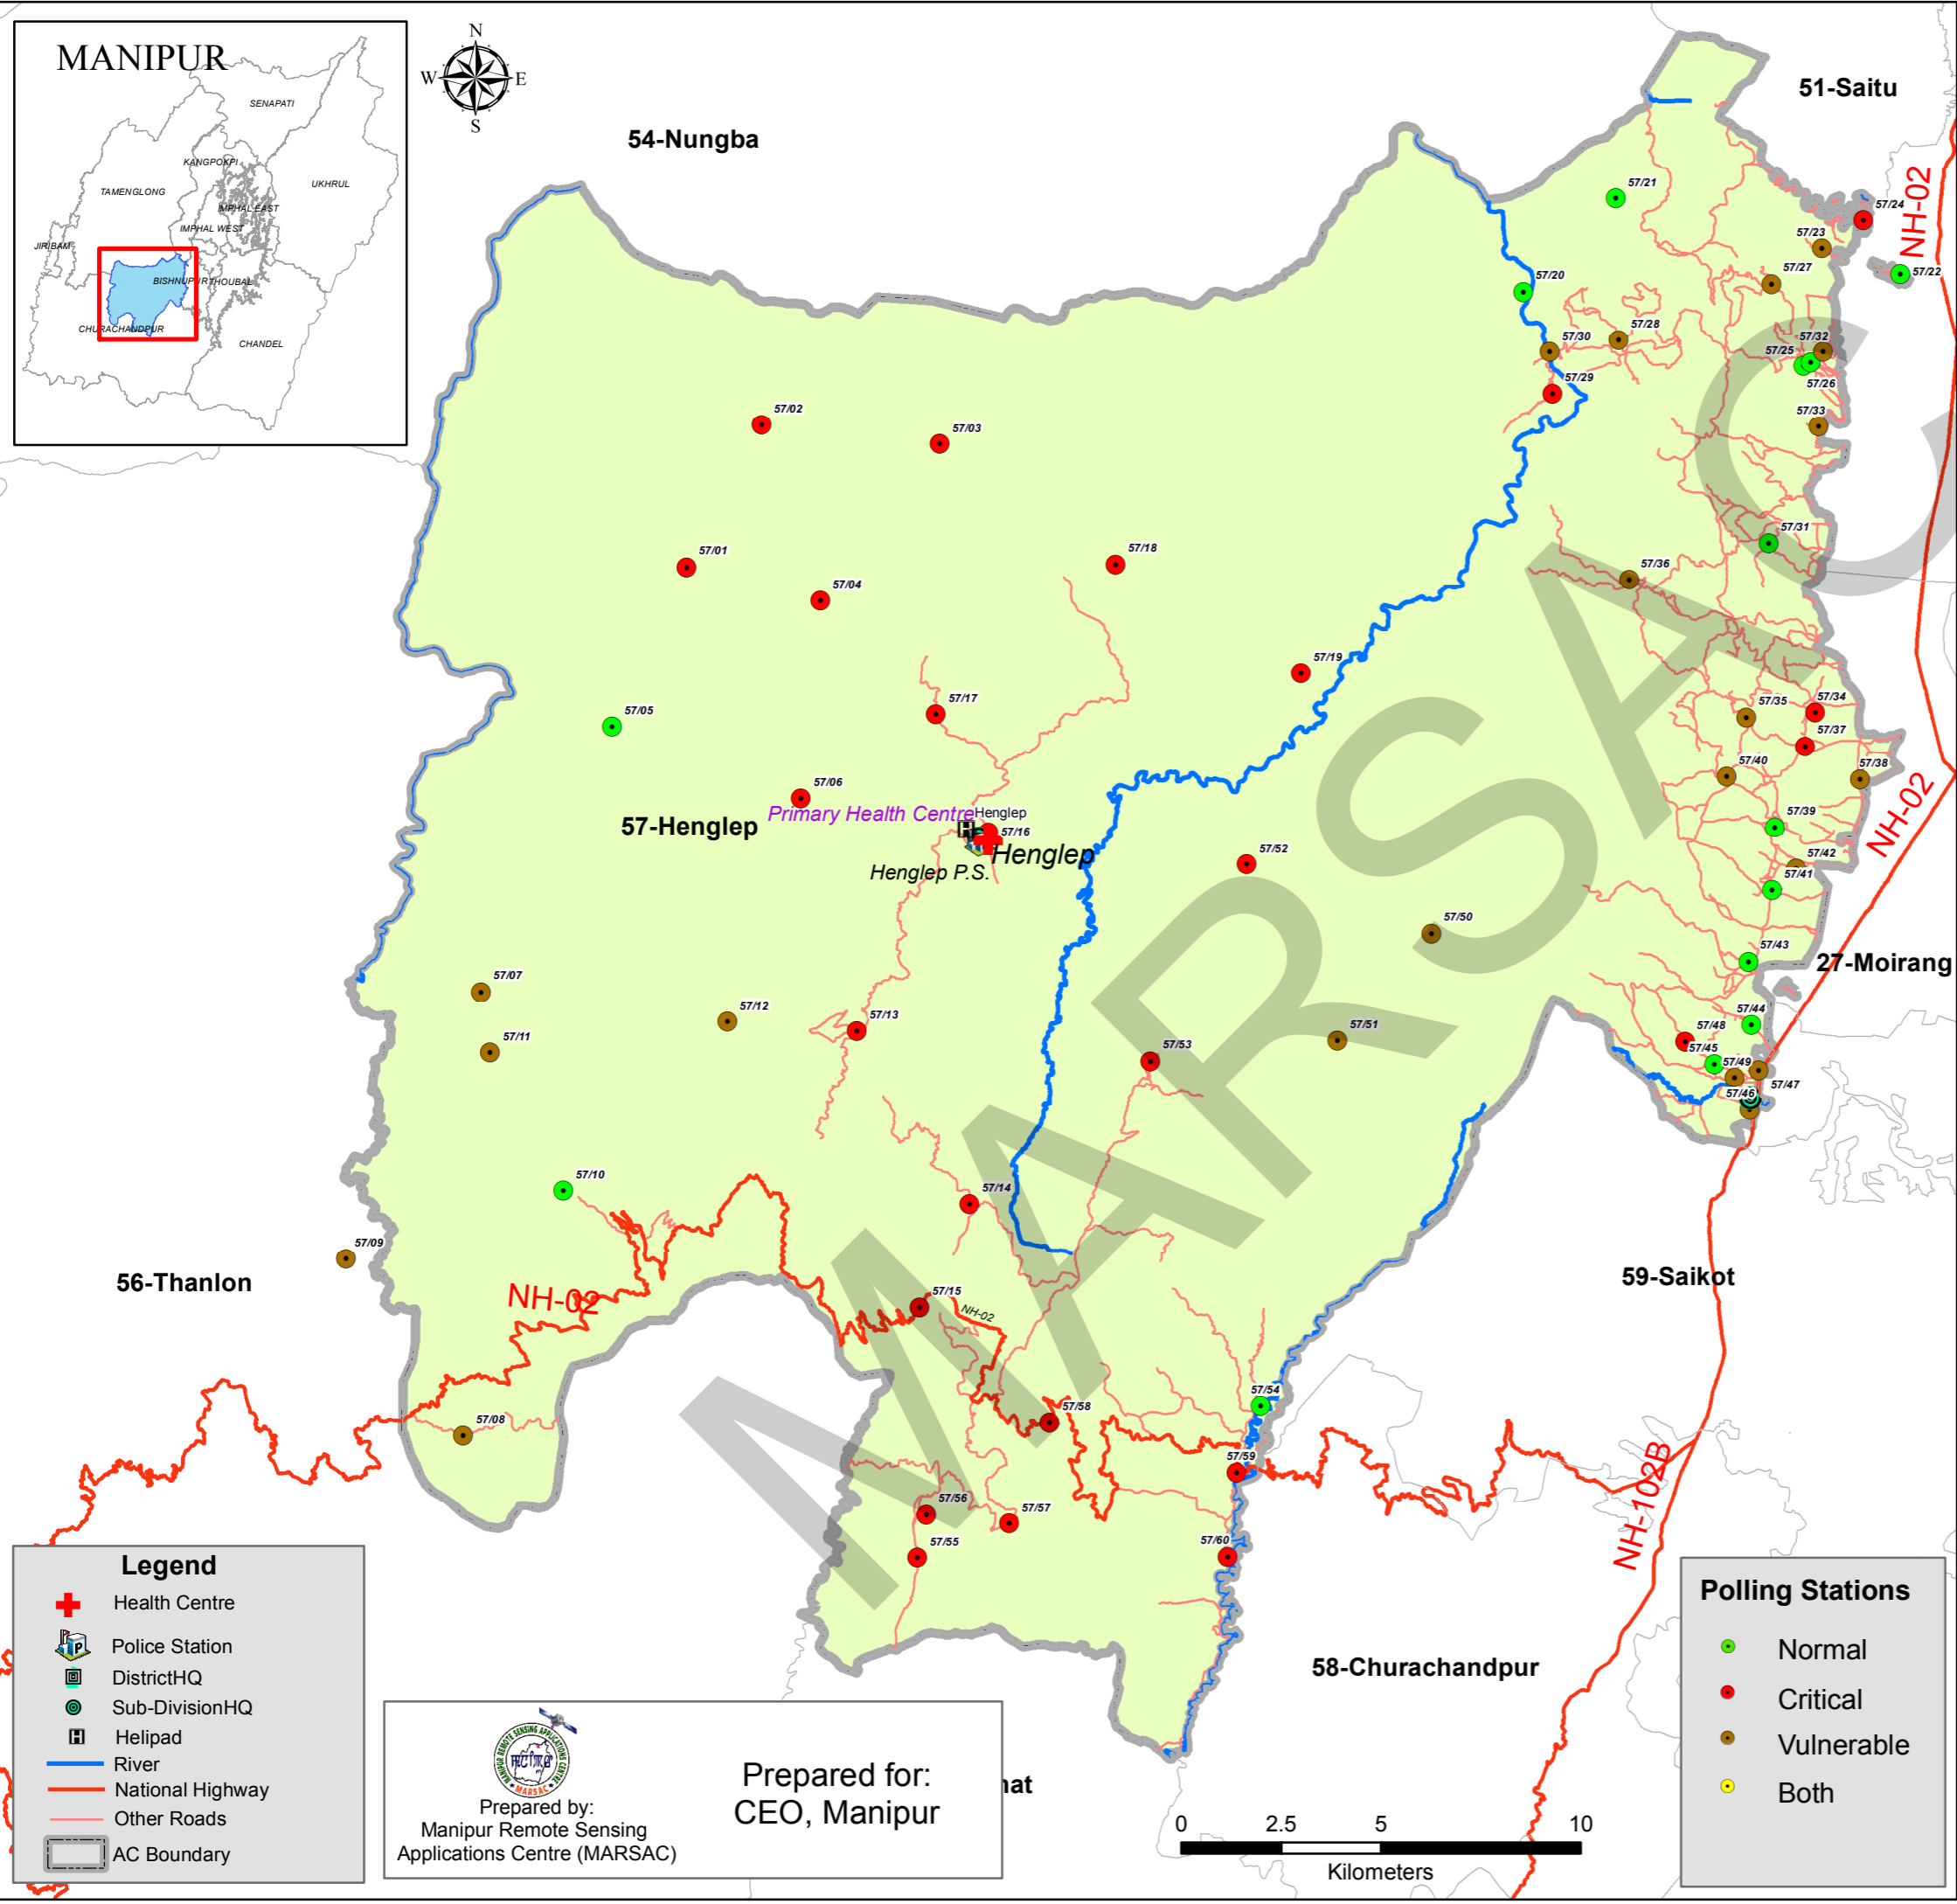 MANIPUR
SENAPATI
KANGPOKPI
TAMENGLONG
UKHRUL
IMPHAL EAST
IMPHAL WEST
JIRIBAM
BISHNUPUR
THOUBAL
CHURACHANDPUR
CHANDEL
N
W
E
S
54-Nungba
51-Saitu
NH-02
57/21
57/24
57/23
57/22
57/27
57/20
57/28
57/30
57/32
57/25
57/29
57/26
57/02
57/33
57/03
57/31
57/18
57/01
57/36
57/04
57/19
57/17
57/34
57/05
57/35
57/37
57/40
57/38
57/06
NH-02
Primary Health Centre
Henglep
57/39
57-Henglep
57/16
Henglep
57/42
57/52
Henglep P.S.
57/41
57/50
57/43
27-Moirang
57/07
57/12
57/44
57/13
57/51
57/48
57/11
57/53
57/45
57/49
57/47
57/46
57/10
57/14
57/09
56-Thanlon
59-Saikot
NH-02
57/15
NH-02
57/54
57/58
57/08
57/59
NH-102B
57/56
57/57
57/55
57/60
58-Churachandpur
hat
MARSAC
Legend
Health Centre
Police Station
DistrictHQ
Sub-DivisionHQ
Helipad
River
National Highway
Other Roads
AC Boundary
MANIPUR REMOTE SENSING APPLICATIONS CENTRE
MARSAC
Prepared by:
Manipur Remote Sensing
Applications Centre (MARSAC)
Prepared for:
CEO, Manipur
0 2.5 5 10
Kilometers
Polling Stations
Normal
Critical
Vulnerable
Both